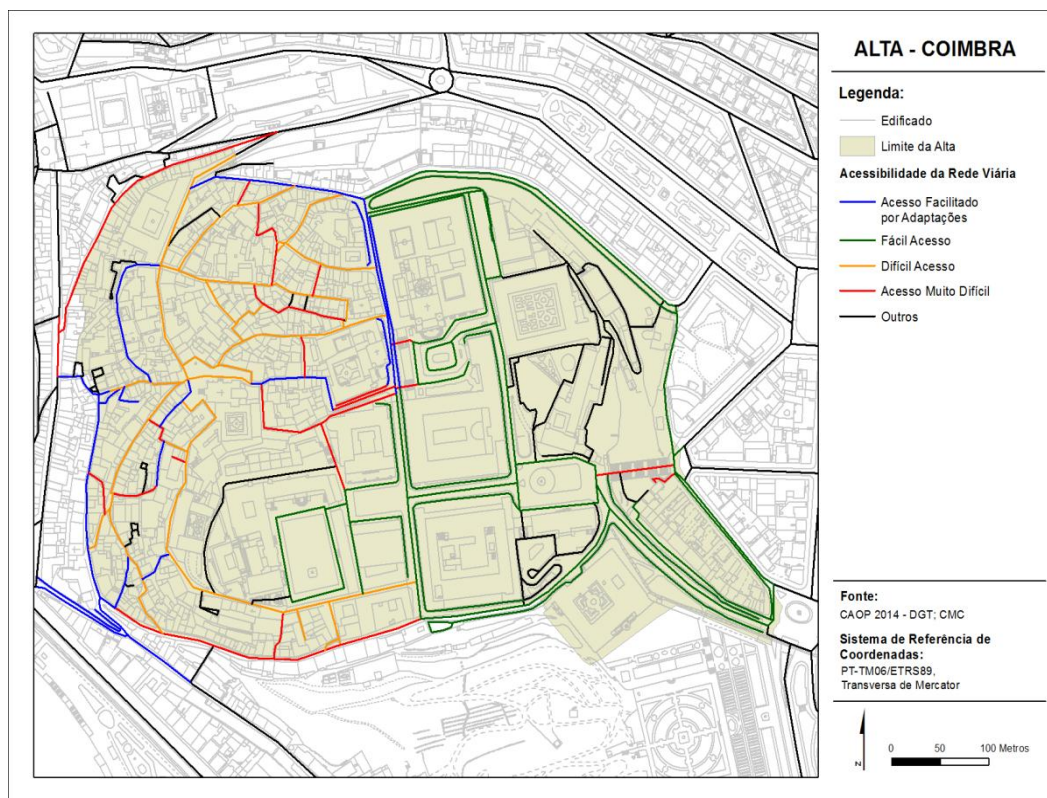 ALTA - COIMBRA
Legenda:
Edificado
Limite da Alta
Acessibilidade da Rede Viária
Acesso Facilitado
por Adaptações
Fácil Acesso
Difícil Acesso
Acesso Muito Difícil
Outros
Fonte:
CAOP 2014 - DGT; CMC
Sistema de Referência de
Coordenadas:
PT-TM06/ETRS89,
Transversa de Mercator
N
0 50 100 Metros